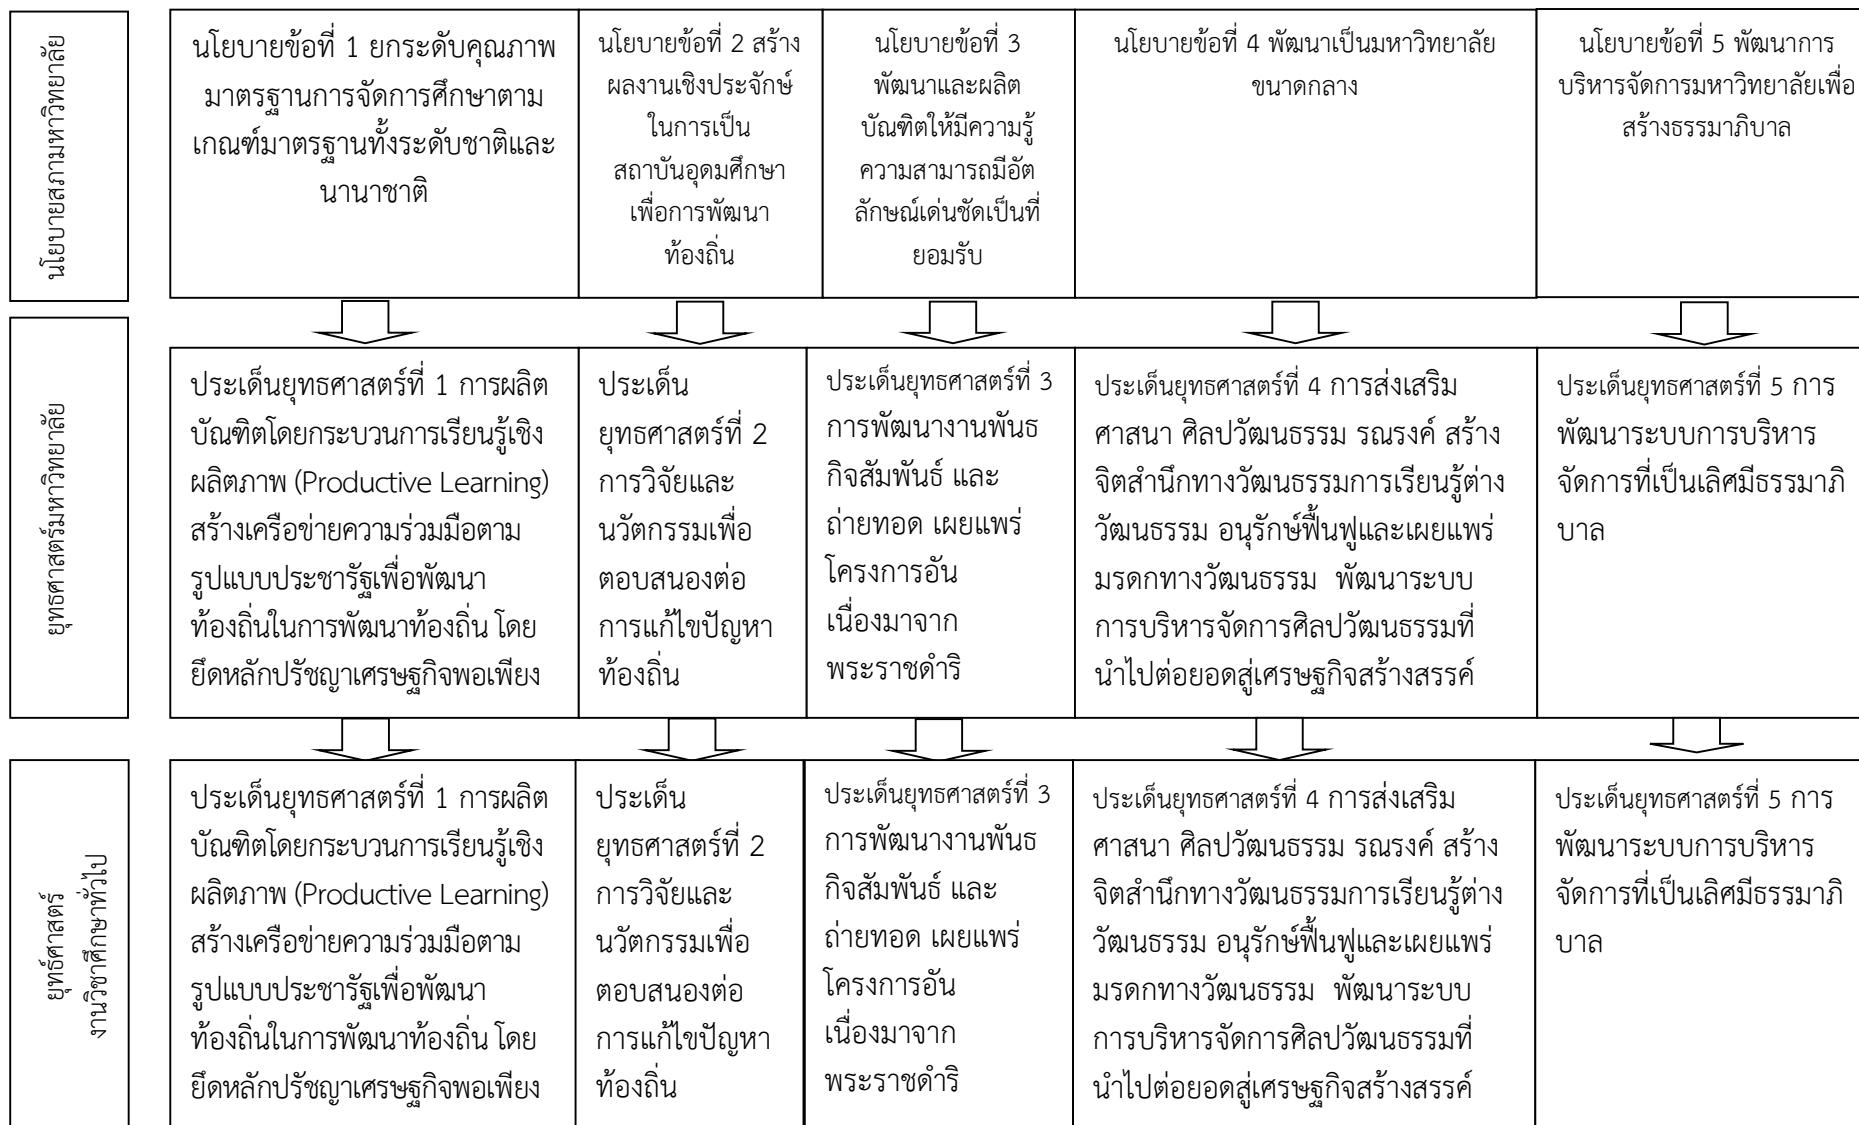 นโยบายสภามหาวิทยาลัย
นโยบายข้อที่ 1 ยกระดับคุณภาพ
มาตรฐานการจัดการศึกษาตาม
เกณฑ์มาตรฐานทั้งระดับชาติและ
นานาชาติ
นโยบายข้อที่ 2 สร้าง
ผลงานเชิงประจักษ์
ในการเป็น
สถาบันอุดมศึกษา
เพื่อการพัฒนา
ท้องถิ่น
นโยบายข้อที่ 3
พัฒนาและผลิต
บัณฑิตให้มีความรู้
ความสามารถมีอัต
ลักษณ์เด่นชัดเป็นที่
ยอมรับ
นโยบายข้อที่ 4 พัฒนาเป็นมหาวิทยาลัย
ขนาดกลาง
นโยบายข้อที่ 5 พัฒนาการ
บริหารจัดการมหาวิทยาลัยเพื่อ
สร้างธรรมาภิบาล
ยุทธศาสตร์มหาวิทยาลัย
ประเด็นยุทธศาสตร์ที่ 1 การผลิต
บัณฑิตโดยกระบวนการเรียนรู้เชิง
ผลิตภาพ (Productive Learning)
สร้างเครือข่ายความร่วมมือตาม
รูปแบบประชารัฐเพื่อพัฒนา
ท้องถิ่นในการพัฒนาท้องถิ่น โดย
ยึดหลักปรัชญาเศรษฐกิจพอเพียง
ประเด็น
ยุทธศาสตร์ที่ 2
การวิจัยและ
นวัตกรรมเพื่อ
ตอบสนองต่อ
การแก้ไขปัญหา
ท้องถิ่น
ประเด็นยุทธศาสตร์ที่ 3
การพัฒนางานพันธ
กิจสัมพันธ์ และ
ถ่ายทอด เผยแพร่
โครงการอัน
เนื่องมาจาก
พระราชดำริ
ประเด็นยุทธศาสตร์ที่ 4 การส่งเสริม
ศาสนา ศิลปวัฒนธรรม รณรงค์ สร้าง
จิตสำนึกทางวัฒนธรรมการเรียนรู้ต่าง
วัฒนธรรม อนุรักษ์ฟื้นฟูและเผยแพร่
มรดกทางวัฒนธรรม พัฒนาระบบ
การบริหารจัดการศิลปวัฒนธรรมที่
นำไปต่อยอดสู่เศรษฐกิจสร้างสรรค์
ประเด็นยุทธศาสตร์ที่ 5 การ
พัฒนาระบบการบริหาร
จัดการที่เป็นเลิศมีธรรมาภิ
บาล
ยุทธ์ศาสตร์
งานวิชาศึกษาทั่วไป
ประเด็นยุทธศาสตร์ที่ 1 การผลิต
บัณฑิตโดยกระบวนการเรียนรู้เชิง
ผลิตภาพ (Productive Learning)
สร้างเครือข่ายความร่วมมือตาม
รูปแบบประชารัฐเพื่อพัฒนา
ท้องถิ่นในการพัฒนาท้องถิ่น โดย
ยึดหลักปรัชญาเศรษฐกิจพอเพียง
ประเด็น
ยุทธศาสตร์ที่ 2
การวิจัยและ
นวัตกรรมเพื่อ
ตอบสนองต่อ
การแก้ไขปัญหา
ท้องถิ่น
ประเด็นยุทธศาสตร์ที่ 3
การพัฒนางานพันธ
กิจสัมพันธ์ และ
ถ่ายทอด เผยแพร่
โครงการอัน
เนื่องมาจาก
พระราชดำริ
ประเด็นยุทธศาสตร์ที่ 4 การส่งเสริม
ศาสนา ศิลปวัฒนธรรม รณรงค์ สร้าง
จิตสำนึกทางวัฒนธรรมการเรียนรู้ต่าง
วัฒนธรรม อนุรักษ์ฟื้นฟูและเผยแพร่
มรดกทางวัฒนธรรม พัฒนาระบบ
การบริหารจัดการศิลปวัฒนธรรมที่
นำไปต่อยอดสู่เศรษฐกิจสร้างสรรค์
ประเด็นยุทธศาสตร์ที่ 5 การ
พัฒนาระบบการบริหาร
จัดการที่เป็นเลิศมีธรรมาภิ
บาล